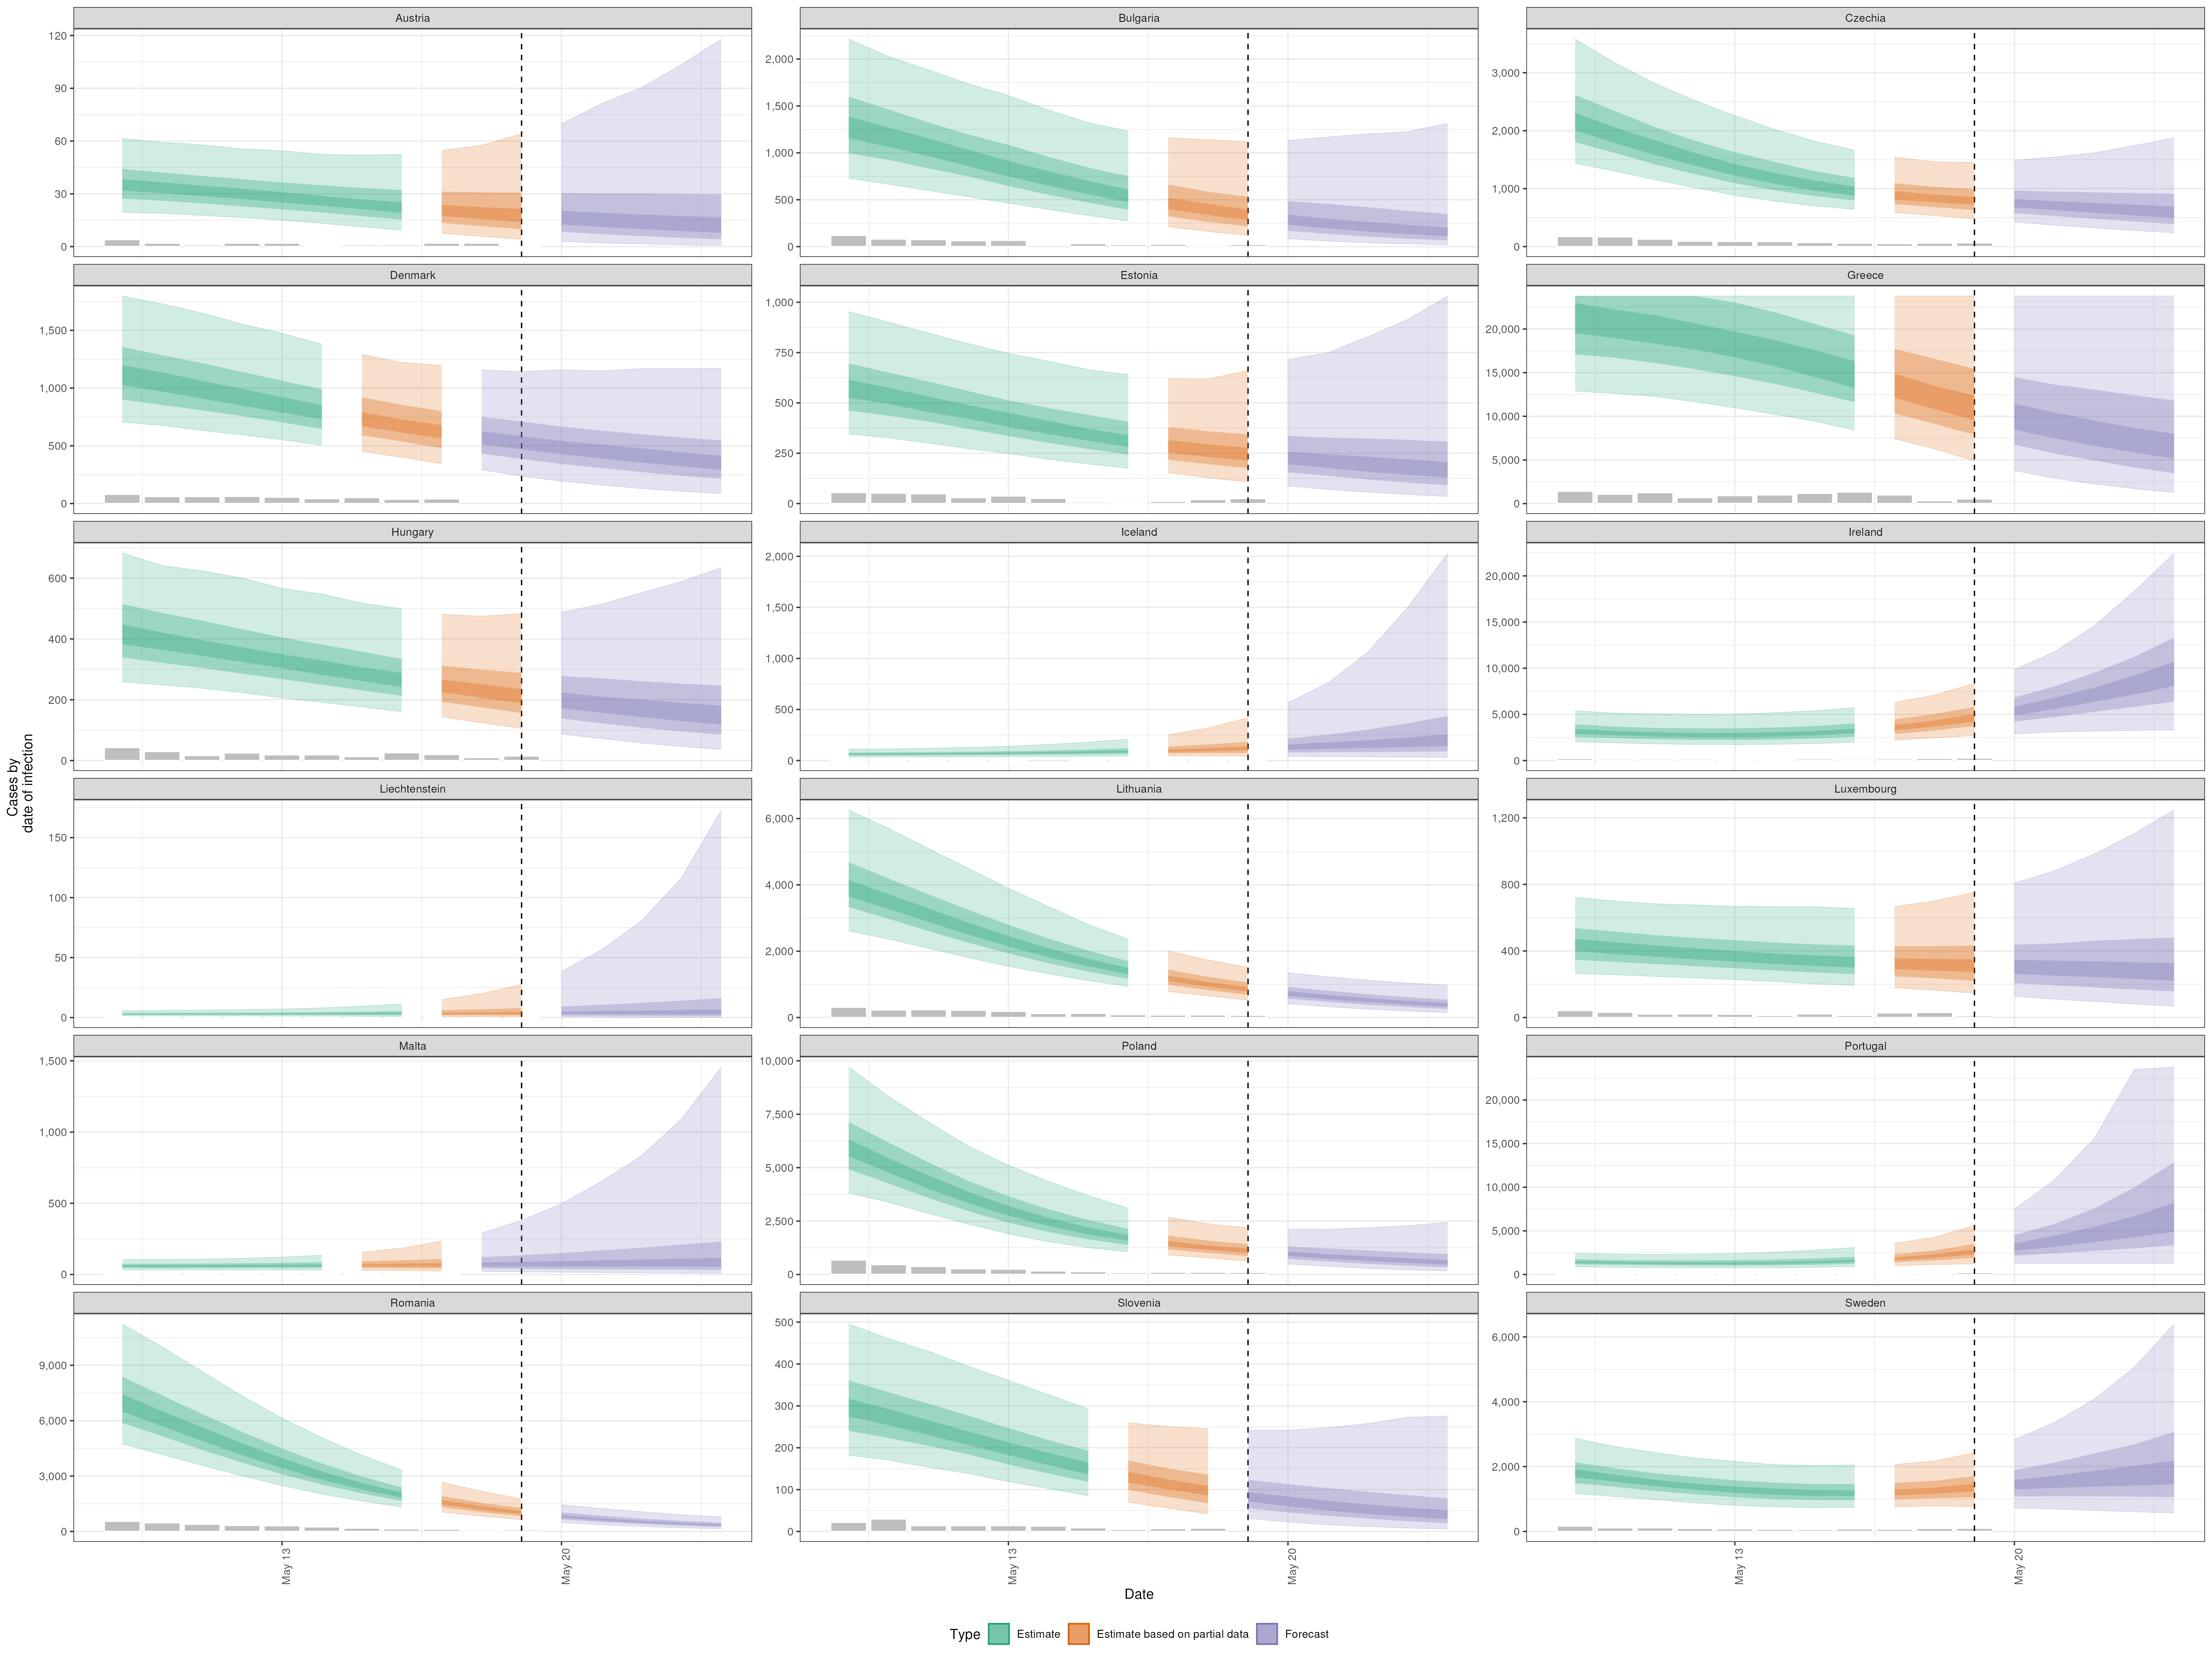 Austria
Bulgaria
Czechia
120
90
60
30
0
2,000
1,500
1,000
500
0
3,000
2,000
1,000
0
Denmark
Estonia
Greece
1,500
1,000
500
0
1,000
750
500
250
0
20,000
15,000
10,000
5,000
0
Hungary
Iceland
Ireland
600
400
200
0
2,000
1,500
1,000
500
0
20,000
15,000
10,000
5,000
0
Cases by
date of infection
Liechtenstein
Lithuania
Luxembourg
150
100
50
0
6,000
4,000
2,000
0
1,200
800
400
0
Malta
Poland
Portugal
1,500
1,000
500
0
10,000
7,500
5,000
2,500
0
20,000
15,000
10,000
5,000
0
Romania
Slovenia
Sweden
9,000
6,000
3,000
0
500
400
300
200
100
0
6,000
4,000
2,000
0
May 13
May 20
May 13
May 20
May 13
May 20
Date
Type
Estimate
Estimate based on partial data
Forecast